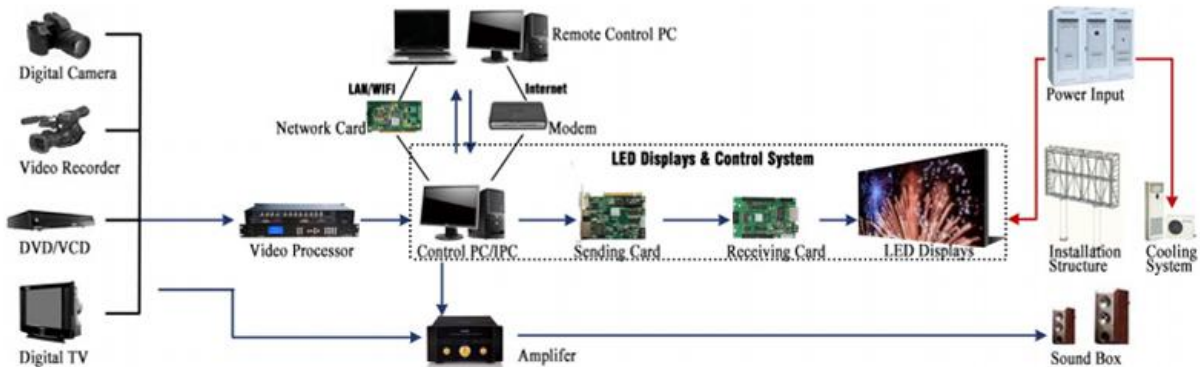 Digital Camera
Video Recorder
DVD/VCD
Digital TV
Video Processor
Remote Control PC
LAN/WIFI
Internet
Network Card
Modem
LED Displays & Control System
Control PC/IPC
Sending Card
Receiving Card
LED Displays
Amplifer
Power Input
Installation
Structure
Cooling
System
Sound Box